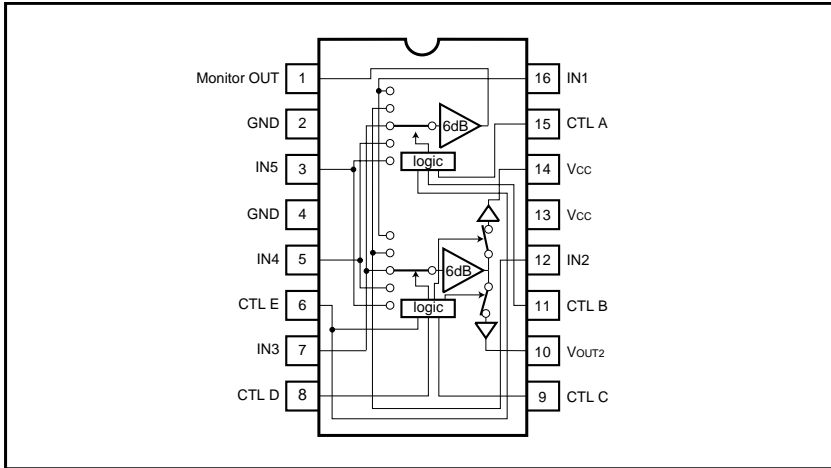 Monitor OUT 1
GND 2
IN5 3
GND 4
IN4 5
CTL E 6
IN3 7
CTL D 8
6dB
logic
6dB
logic
16 IN1
15 CTL A
14 VCC
13 VCC
12 IN2
11 CTL B
10 VOUT2
9 CTL C